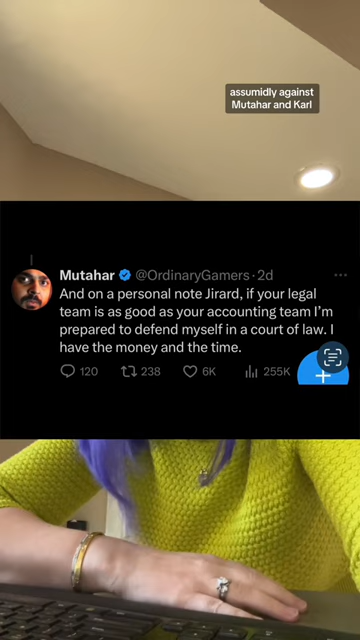 assumidly against
Mutahar and Karl
Mutahar @OrdinaryGamers · 2d
And on a personal note Jirard, if your legal
team is as good as your accounting team I'm
prepared to defend myself in a court of law. I
have the money and the time.
120 238 6K 255K